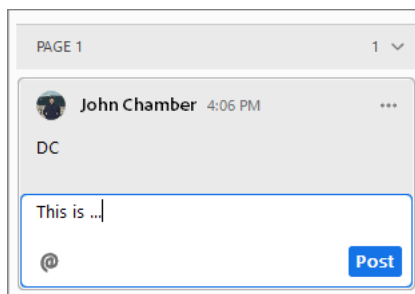 PAGE 1 1
John Chamber 4:06 PM
DC
This is ...
@ Post